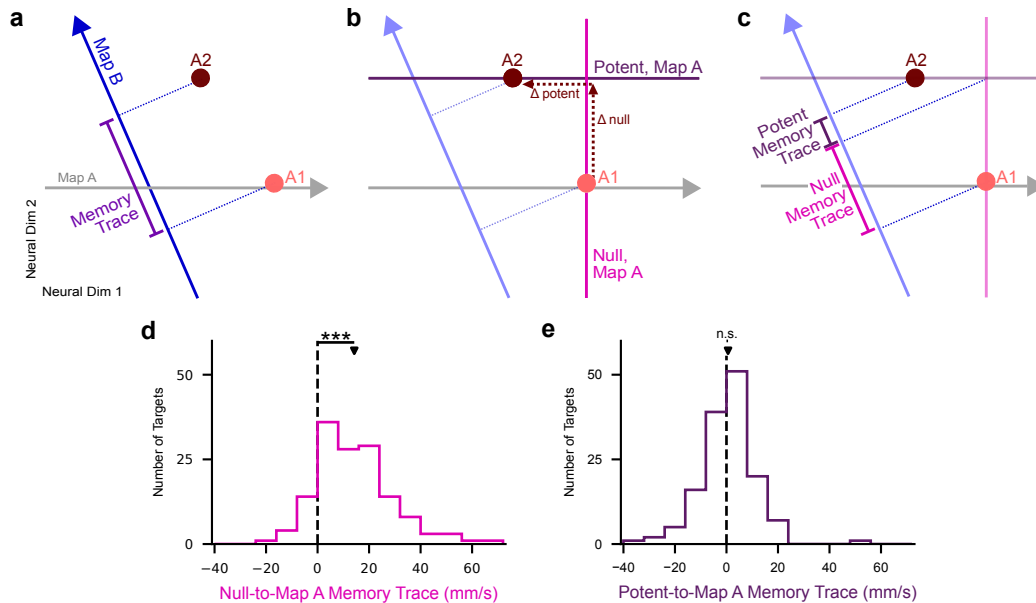 a
Map B
A2
Map A
A1
Memory
Trace
Neural Dim 2
Neural Dim 1
b
A2
Potent, Map A
Δ potent
Δ null
A1
Null,
Map A
c
A2
Potent
Memory
Trace
Map A
A1
Null
Memory
Trace
d
***
Number of Targets
50
25
0
−40
−20
0
20
40
60
Null-to-Map A Memory Trace (mm/s)
e
n.s.
Number of Targets
50
25
0
−40
−20
0
20
40
60
Potent-to-Map A Memory Trace (mm/s)